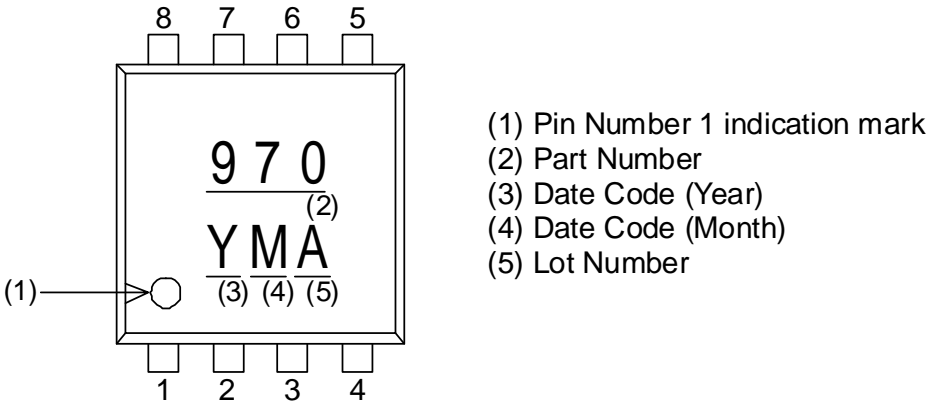 8 7 6 5
970
(2)
YMA
(3) (4) (5)
(1)
1 2 3 4
(1) Pin Number 1 indication mark
(2) Part Number
(3) Date Code (Year)
(4) Date Code (Month)
(5) Lot Number